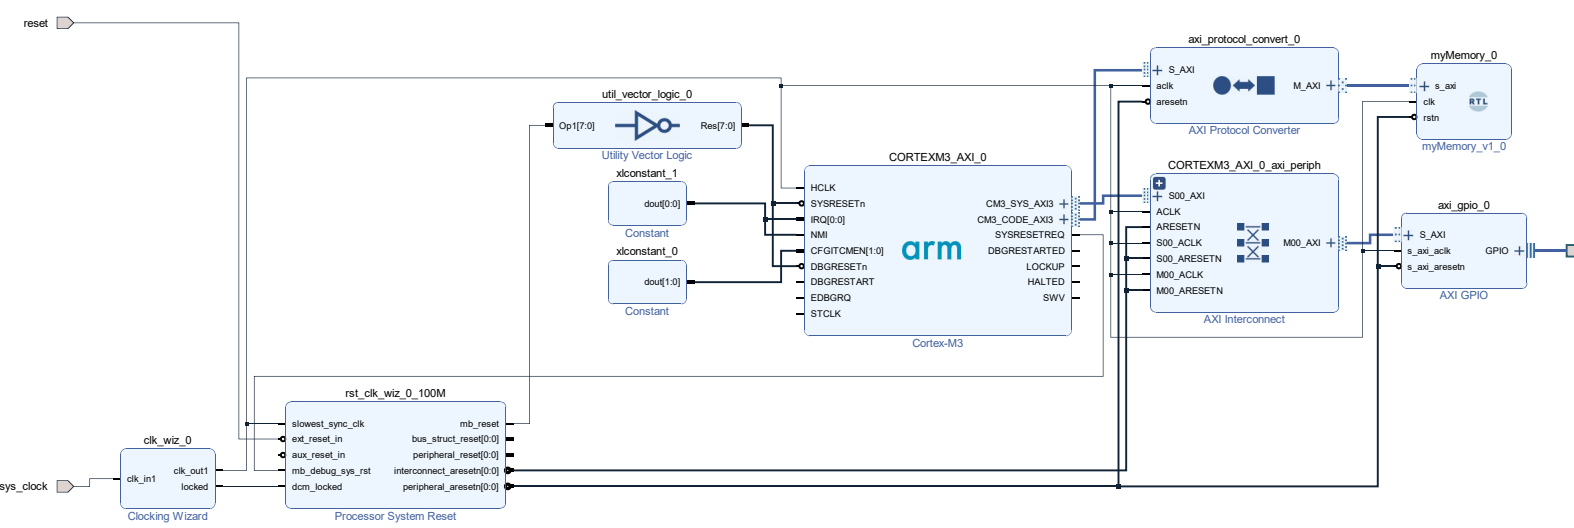 reset
sys_clock
clk_wiz_0
clk_in1
clk_out1
locked
Clocking Wizard
rst_clk_wiz_0_100M
slowest_sync_clk
ext_reset_in
aux_reset_in
mb_debug_sys_rst
dcm_locked
mb_reset
bus_struct_reset[0:0]
peripheral_reset[0:0]
interconnect_aresetn[0:0]
peripheral_aresetn[0:0]
Processor System Reset
util_vector_logic_0
Op1[7:0]
Res[7:0]
Utility Vector Logic
xlconstant_1
dout[0:0]
Constant
xlconstant_0
dout[1:0]
Constant
CORTEXM3_AXI_0
HCLK
SYSRESETn
IRQ[0:0]
NMI
CFGITCMEN[1:0]
DBGRESETn
DBGRESTART
EDBGRQ
STCLK
arm
CM3_SYS_AXI3
CM3_CODE_AXI3
SYSRESETREQ
DBGRESTARTED
LOCKUP
HALTED
SWV
Cortex-M3
axi_protocol_convert_0
S_AXI
aclk
aresetn
M_AXI
AXI Protocol Converter
CORTEXM3_AXI_0_axi_periph
S00_AXI
ACLK
ARESETN
S00_ACLK
S00_ARESETN
M00_ACLK
M00_ARESETN
M00_AXI
AXI Interconnect
myMemory_0
s_axi
clk
rstn
RTL
myMemory_v1_0
axi_gpio_0
S_AXI
s_axi_aclk
s_axi_aresetn
GPIO
AXI GPIO